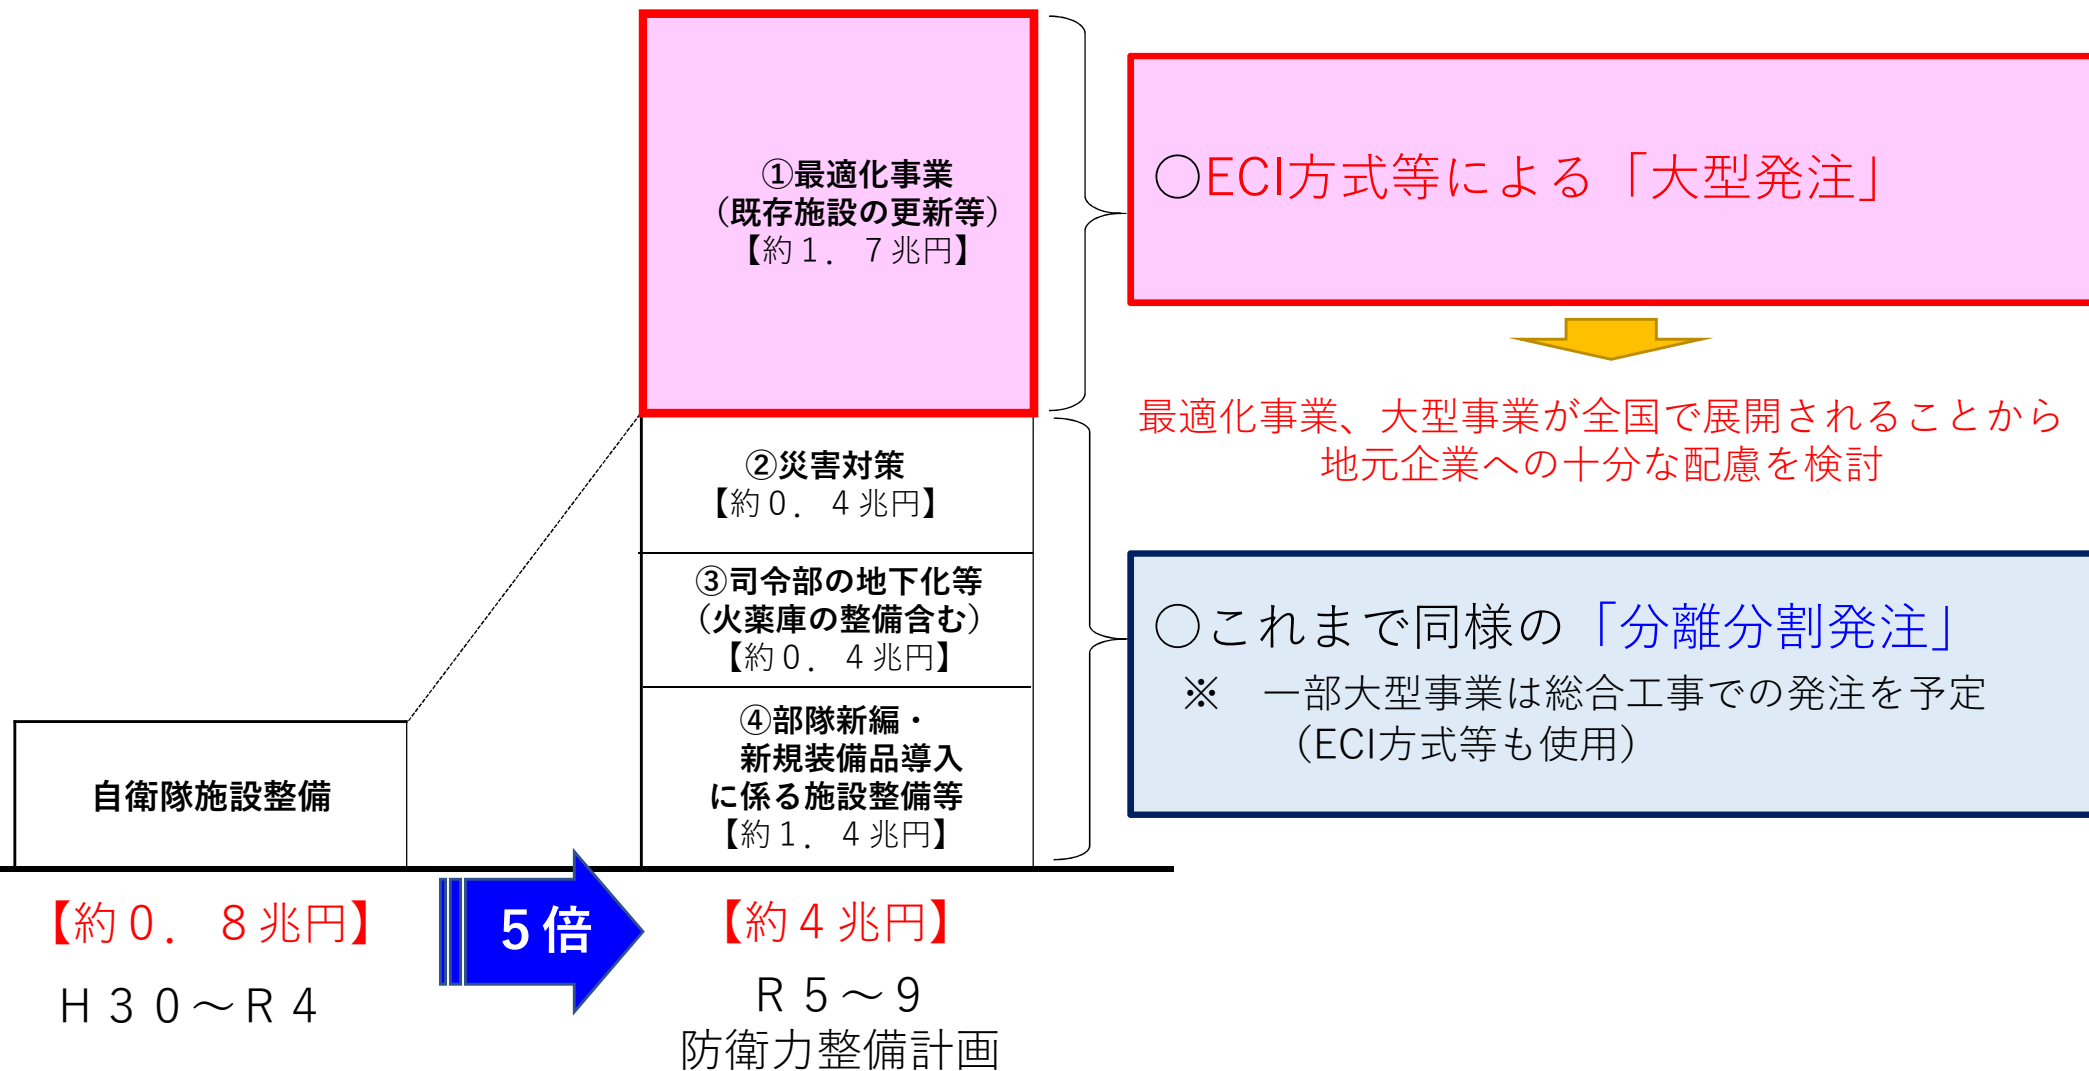 ①最適化事業
（既存施設の更新等）
【約１．７兆円】
②災害対策
【約０．４兆円】
③司令部の地下化等
（火薬庫の整備含む）
【約０．４兆円】
④部隊新編・
新規装備品導入
に係る施設整備等
【約１．４兆円】
自衛隊施設整備
【約０．８兆円】
Ｈ３０～Ｒ４
５倍
【約４兆円】
Ｒ５～９
防衛力整備計画
○ECI方式等による「大型発注」
最適化事業、大型事業が全国で展開されることから
地元企業への十分な配慮を検討
○これまで同様の「分離分割発注」
※　一部大型事業は総合工事での発注を予定
（ECI方式等も使用）